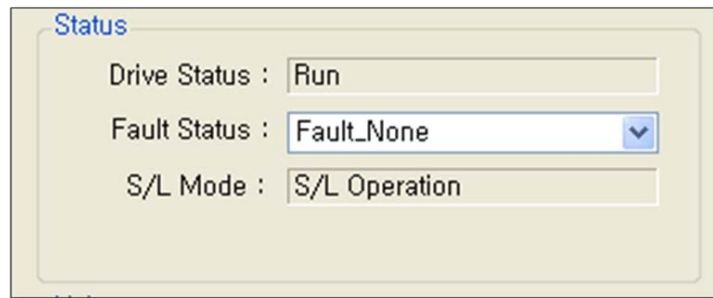 Status
Drive Status : Run
Fault Status : Fault_None
S/L Mode : S/L Operation